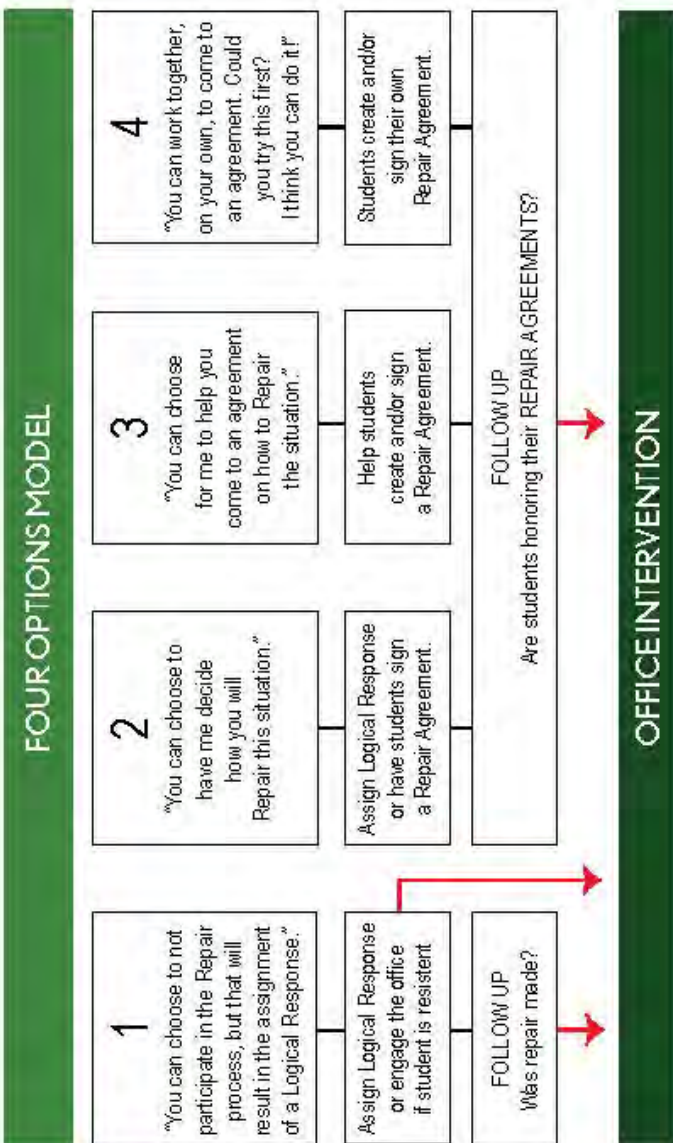 FOUR OPTIONS MODEL
1
"You can choose to not
participate in the Repair
process, but that will
result in the assignment
of a Logical Response."
Assign Logical Response
or engage the office
if student is resistent
FOLLOW UP
Was repair made?
2
"You can choose to
have me decide
how you will
Repair this situation."
Assign Logical Response
or have students sign
a Repair Agreement.
3
"You can choose
for me to help you
come to an agreement
on how to Repair
the situation."
Help students
create and/or sign
a Repair Agreement.
4
"You can work together,
on your own, to come to
an agreement. Could
you try this first?
I think you can do it!"
Students create and/or
sign their own
Repair Agreement.
FOLLOW UP
Are students honoring their REPAIR AGREEMENTS?
OFFICE INTERVENTION